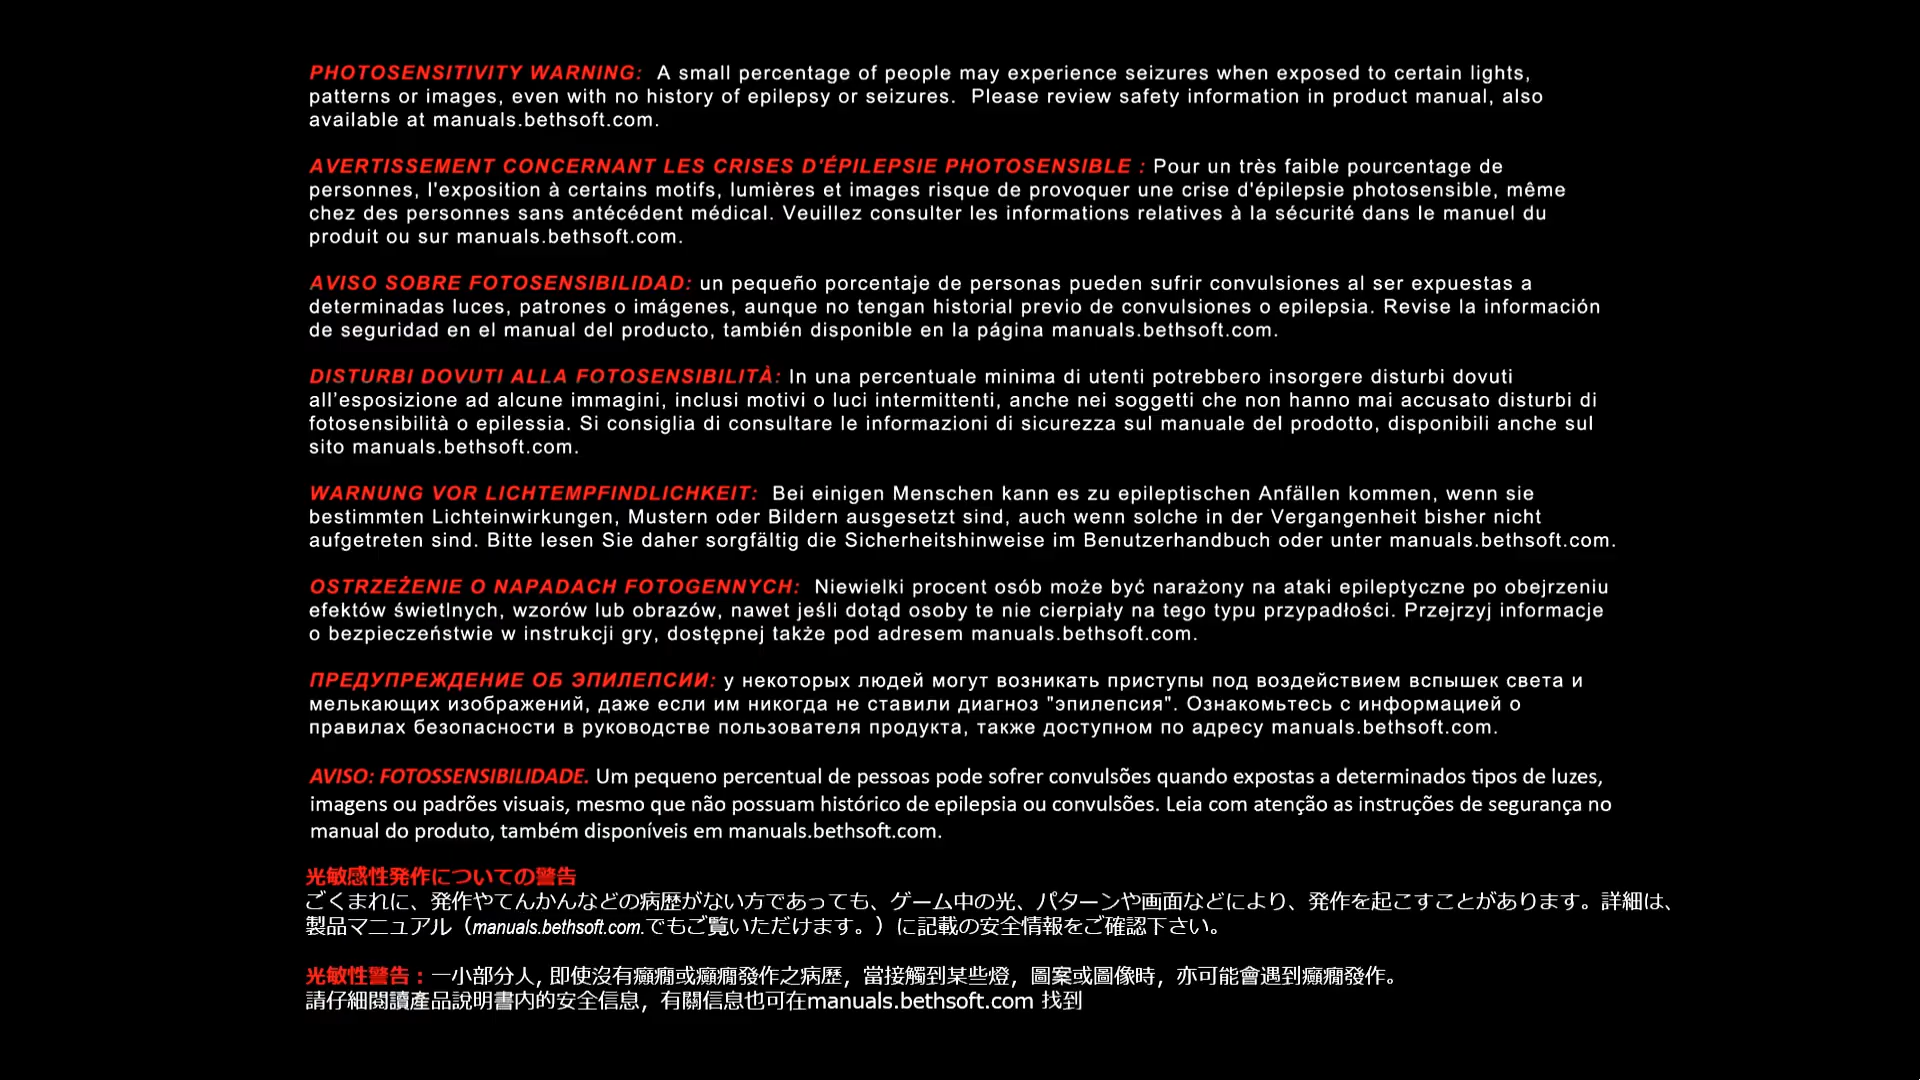 PHOTOSENSITIVITY WARNING:  A small percentage of people may experience seizures when exposed to certain lights,
patterns or images, even with no history of epilepsy or seizures.  Please review safety information in product manual, also
available at manuals.bethsoft.com.
AVERTISSEMENT CONCERNANT LES CRISES D'ÉPILEPSIE PHOTOSENSIBLE : Pour un très faible pourcentage de
personnes, l'exposition à certains motifs, lumières et images risque de provoquer une crise d'épilepsie photosensible, même
chez des personnes sans antécédent médical. Veuillez consulter les informations relatives à la sécurité dans le manuel du
produit ou sur manuals.bethsoft.com.
AVISO SOBRE FOTOSENSIBILIDAD: un pequeño porcentaje de personas pueden sufrir convulsiones al ser expuestas a
determinadas luces, patrones o imágenes, aunque no tengan historial previo de convulsiones o epilepsia. Revise la información
de seguridad en el manual del producto, también disponible en la página manuals.bethsoft.com.
DISTURBI DOVUTI ALLA FOTOSENSIBILITÀ: In una percentuale minima di utenti potrebbero insorgere disturbi dovuti
all’esposizione ad alcune immagini, inclusi motivi o luci intermittenti, anche nei soggetti che non hanno mai accusato disturbi di
fotosensibilità o epilessia. Si consiglia di consultare le informazioni di sicurezza sul manuale del prodotto, disponibili anche sul
sito manuals.bethsoft.com.
WARNUNG VOR LICHTEMPFINDLICHKEIT:  Bei einigen Menschen kann es zu epileptischen Anfällen kommen, wenn sie
bestimmten Lichteinwirkungen, Mustern oder Bildern ausgesetzt sind, auch wenn solche in der Vergangenheit bisher nicht
aufgetreten sind. Bitte lesen Sie daher sorgfältig die Sicherheitshinweise im Benutzerhandbuch oder unter manuals.bethsoft.com.
OSTRZEŻENIE O NAPADACH FOTOGENNYCH:  Niewielki procent osób może być narażony na ataki epileptyczne po obejrzeniu
efektów świetlnych, wzorów lub obrazów, nawet jeśli dotąd osoby te nie cierpiały na tego typu przypadłości. Przejrzyj informacje
o bezpieczeństwie w instrukcji gry, dostępnej także pod adresem manuals.bethsoft.com.
ПРЕДУПРЕЖДЕНИЕ ОБ ЭПИЛЕПСИИ: у некоторых людей могут возникать приступы под воздействием вспышек света и
мелькающих изображений, даже если им никогда не ставили диагноз "эпилепсия". Ознакомьтесь с информацией о
правилах безопасности в руководстве пользователя продукта, также доступном по адресу manuals.bethsoft.com.
AVISO: FOTOSSENSIBILIDADE. Um pequeno percentual de pessoas pode sofrer convulsões quando expostas a determinados tipos de luzes,
imagens ou padrões visuais, mesmo que não possuam histórico de epilepsia ou convulsões. Leia com atenção as instruções de segurança no
manual do produto, também disponíveis em manuals.bethsoft.com.
光敏感性発作についての警告
ごくまれに、発作やてんかんなどの病歴がない方であっても、ゲーム中の光、パターンや画面などにより、発作を起こすことがあります。詳細は、
製品マニュアル（manuals.bethsoft.com.でもご覧いただけます。）に記載の安全情報をご確認下さい。
光敏性警告：一小部分人, 即使沒有癲癇或癲癇發作之病歷，當接觸到某些燈，圖案或圖像時，亦可能會遇到癲癇發作。
請仔細閱讀產品說明書內的安全信息，有關信息也可在manuals.bethsoft.com 找到